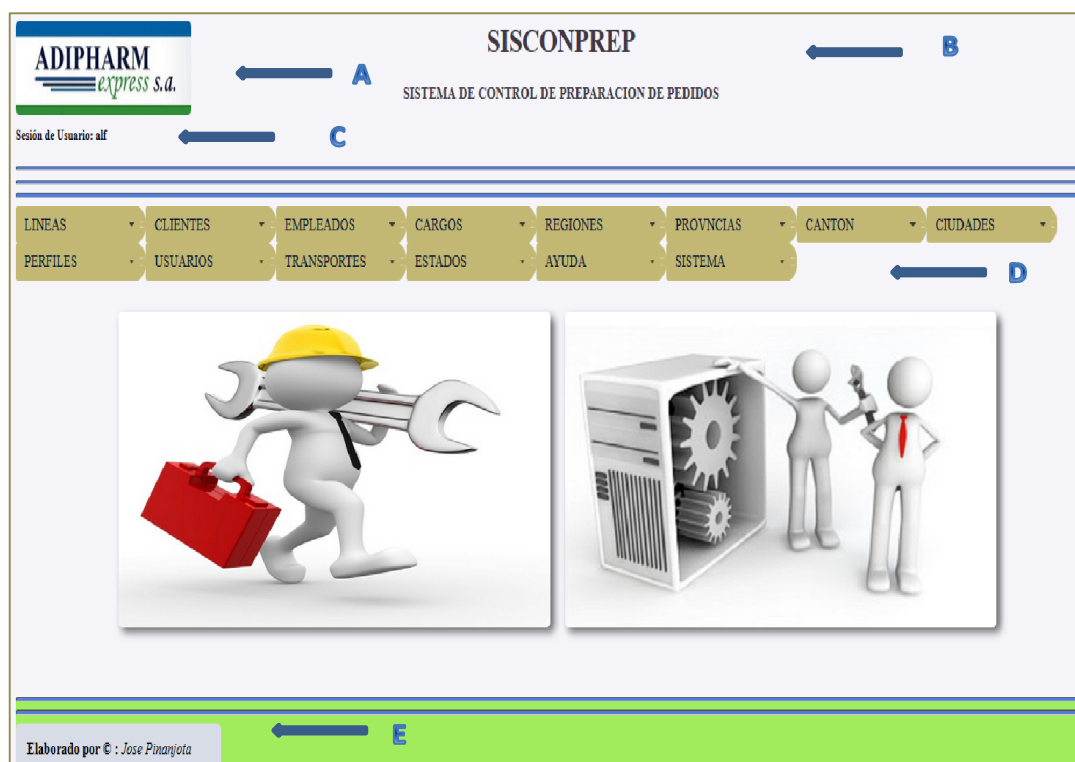 ADIPHARM
express s.a.
SISCONPREP
SISTEMA DE CONTROL DE PREPARACION DE PEDIDOS
A
B
Sesión de Usuario: alf
C
LINEAS CLIENTES EMPLEADOS CARGOS REGIONES PROVNCIAS CANTON CIUDADES
PERFILES USUARIOS TRANSPORTES ESTADOS AYUDA SISTEMA
D
E
Elaborado por © : Jose Pinanjota